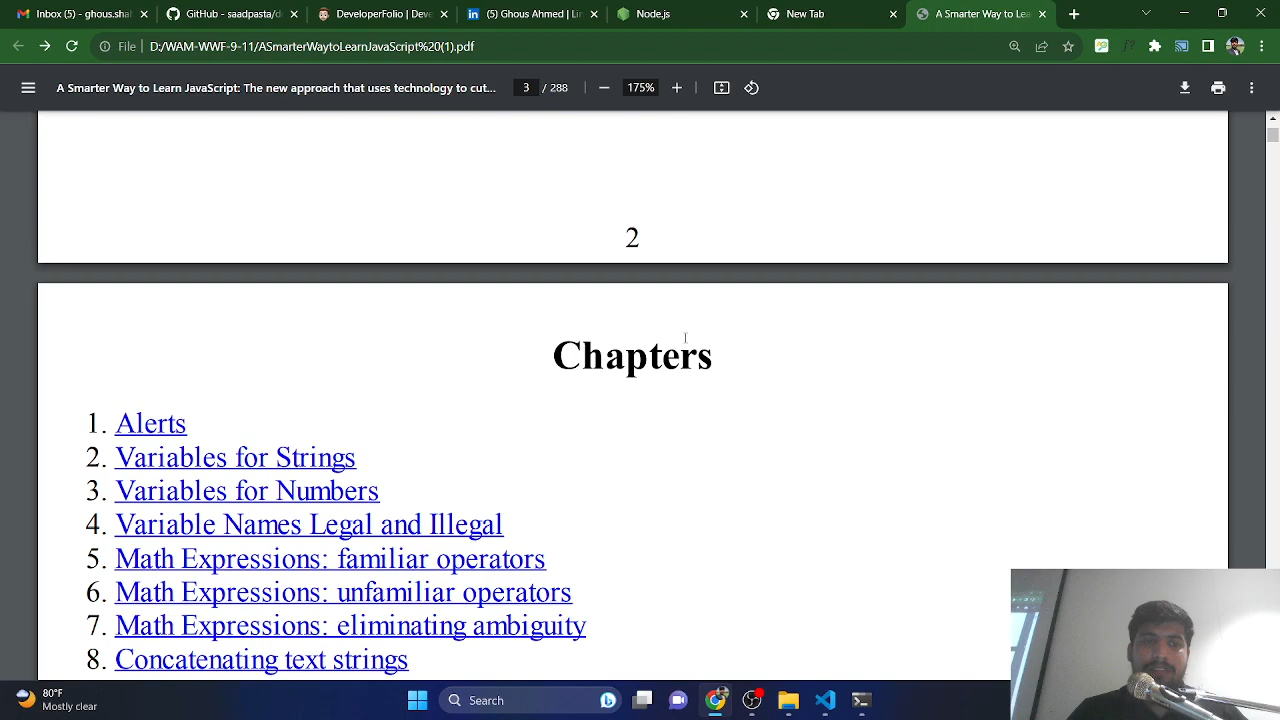 Inbox (5) - ghous.shah
GitHub - saadpasta/de
DeveloperFolio | Deve
(5) Ghous Ahmed | Lin
Node.js
New Tab
A Smarter Way to Lea
File
D:/WAM-WWF-9-11/ASmarterWaytoLearnJavaScript%20(1).pdf
A Smarter Way to Learn JavaScript: The new approach that uses technology to cut...
3 / 288
175%
2
Chapters
1. Alerts
2. Variables for Strings
3. Variables for Numbers
4. Variable Names Legal and Illegal
5. Math Expressions: familiar operators
6. Math Expressions: unfamiliar operators
7. Math Expressions: eliminating ambiguity
8. Concatenating text strings
80°F
Mostly clear
Search